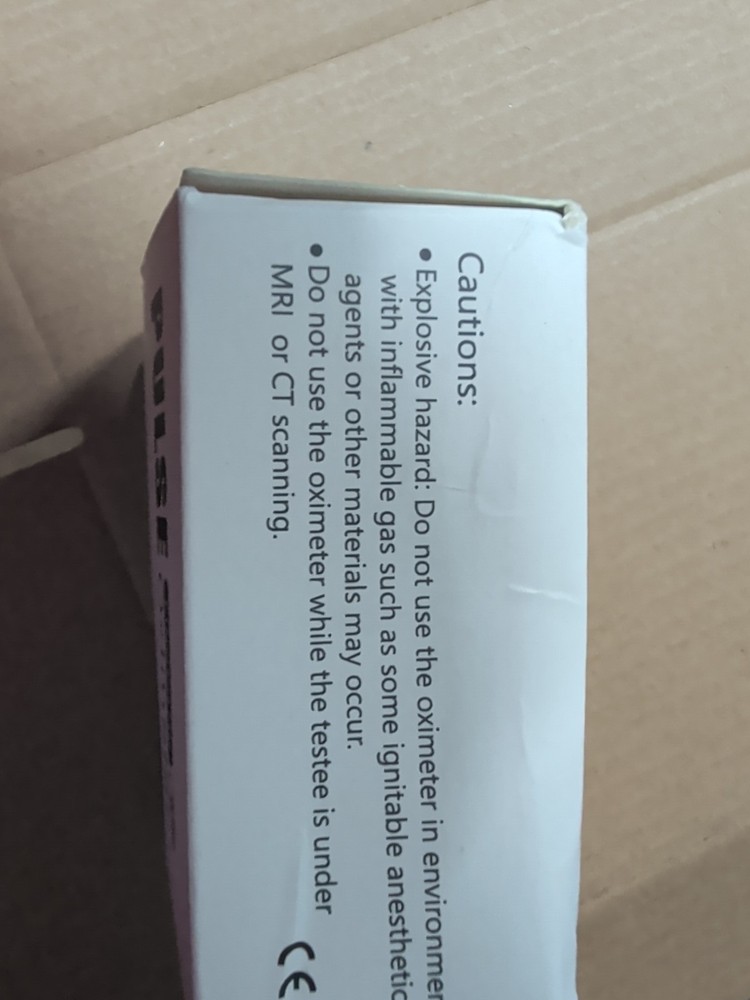 Cautions:
• Explosive hazard: Do not use the oximeter in environmen
with inflammable gas such as some ignitable anesthetic
agents or other materials may occur.
• Do not use the oximeter while the testee is under
MRI or CT scanning.
CE
PULSE